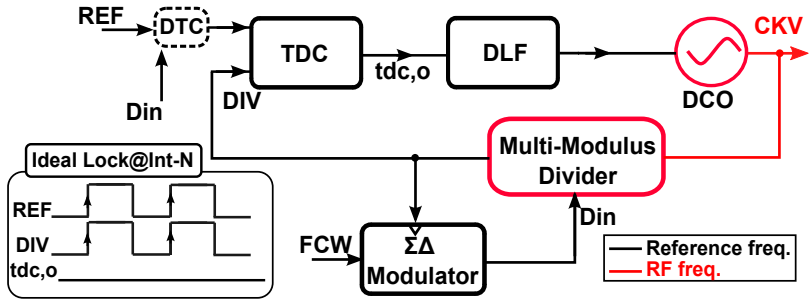 REF
DTC
TDC
tdc,o
DLF
DCO
CKV
Din
DIV
Multi-Modulus
Divider
Din
FCW
ΣΔ
Modulator
Ideal Lock@Int-N
REF
DIV
tdc,o
Reference freq.
RF freq.